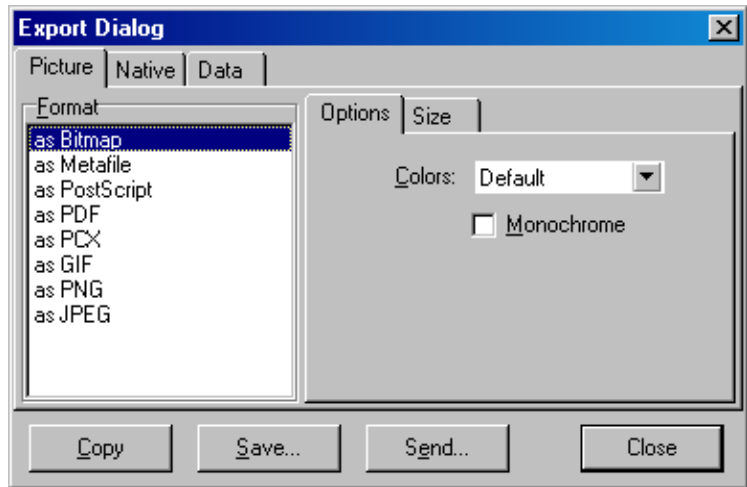 Export Dialog
Picture Native Data
Format
as Bitmap
as Metafile
as PostScript
as PDF
as PCX
as GIF
as PNG
as JPEG
Options Size
Colors: Default
Monochrome
Copy Save... Send... Close